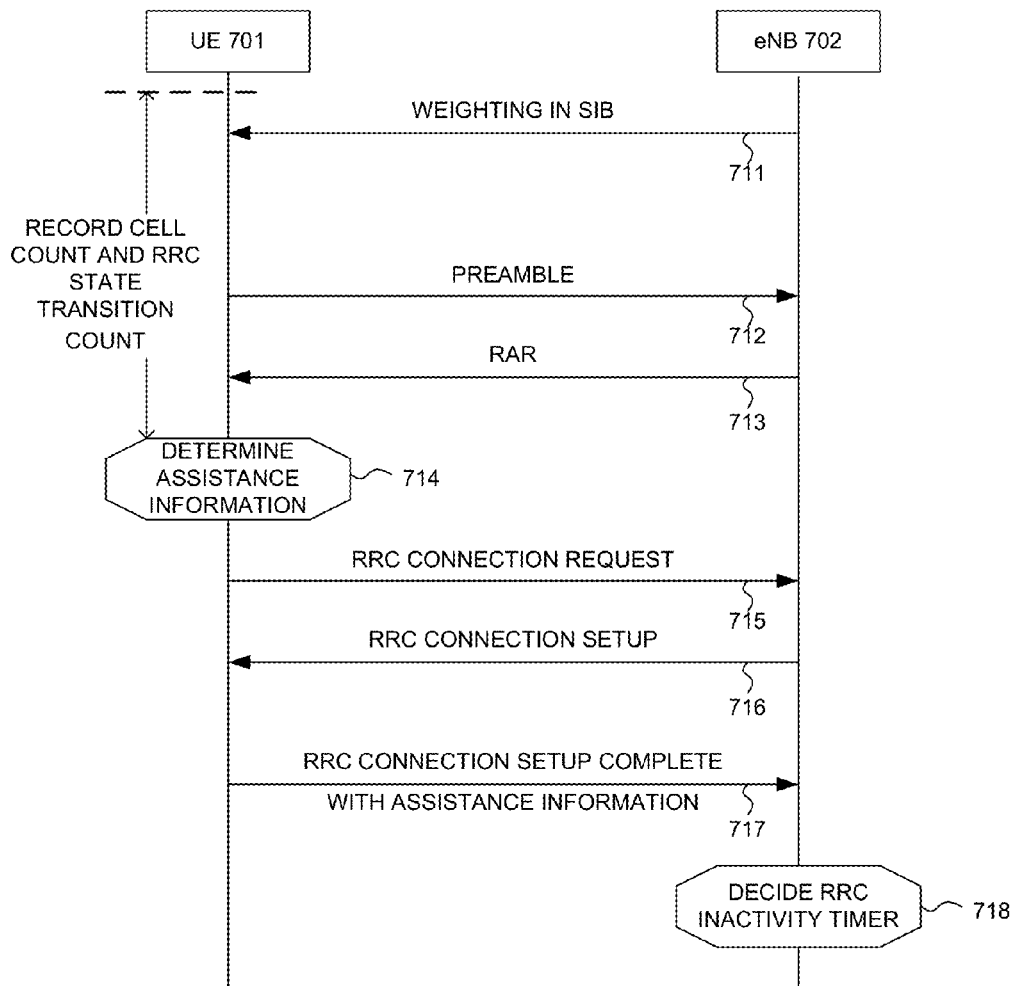 UE 701
eNB 702
WEIGHTING IN SIB
711
RECORD CELL
COUNT AND RRC
STATE
TRANSITION
COUNT
PREAMBLE
712
RAR
713
DETERMINE
ASSISTANCE
INFORMATION
714
RRC CONNECTION REQUEST
715
RRC CONNECTION SETUP
716
RRC CONNECTION SETUP COMPLETE
WITH ASSISTANCE INFORMATION
717
DECIDE RRC
INACTIVITY TIMER
718